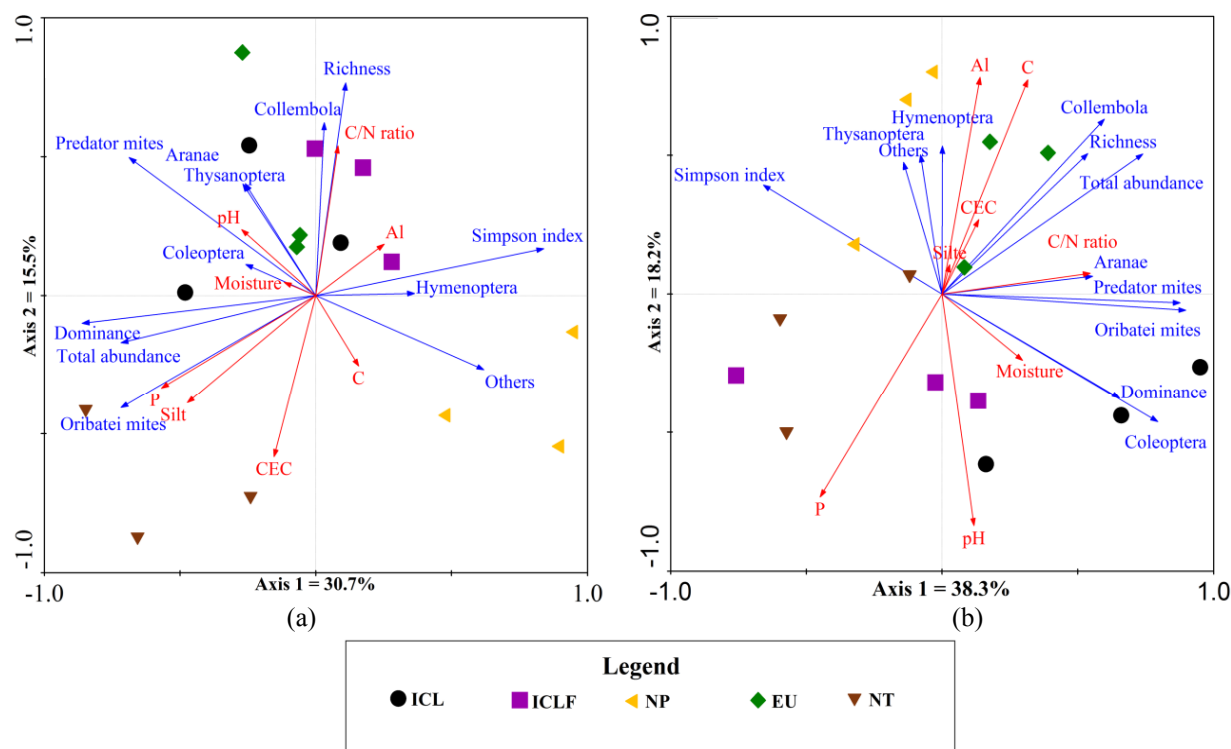 1.0
Richness
Collembola
C/N ratio
Predator mites
Aranae
Thysanoptera
pH
Al
Simpson index
Coleoptera
Moisture
Hymenoptera
Dominance
Total abundance
C
Others
P
Silt
Oribatei mites
CEC
Axis 2 = 15.5%
-1.0
-1.0
Axis 1 = 30.7%
1.0
(a)
1.0
Al
C
Collembola
Hymenoptera
Thysanoptera
Richness
Others
Simpson index
Total abundance
CEC
C/N ratio
Silte
Aranae
Predator mites
Oribatei mites
Moisture
Dominance
Coleoptera
P
pH
Axis 2 = 18.2%
-1.0
-1.0
Axis 1 = 38.3%
1.0
(b)
Legend
ICL ICLF NP EU NT